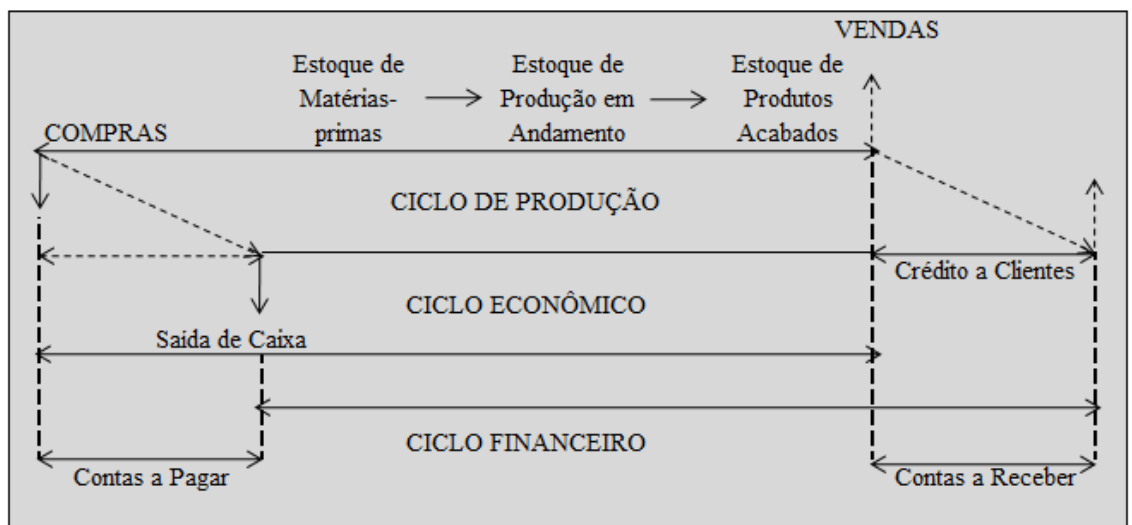 VENDAS
Estoque de
Matérias-
primas
Estoque de
Produção em
Andamento
Estoque de
Produtos
Acabados
COMPRAS
CICLO DE PRODUÇÃO
Crédito a Clientes
CICLO ECONÔMICO
Saída de Caixa
CICLO FINANCEIRO
Contas a Pagar
Contas a Receber